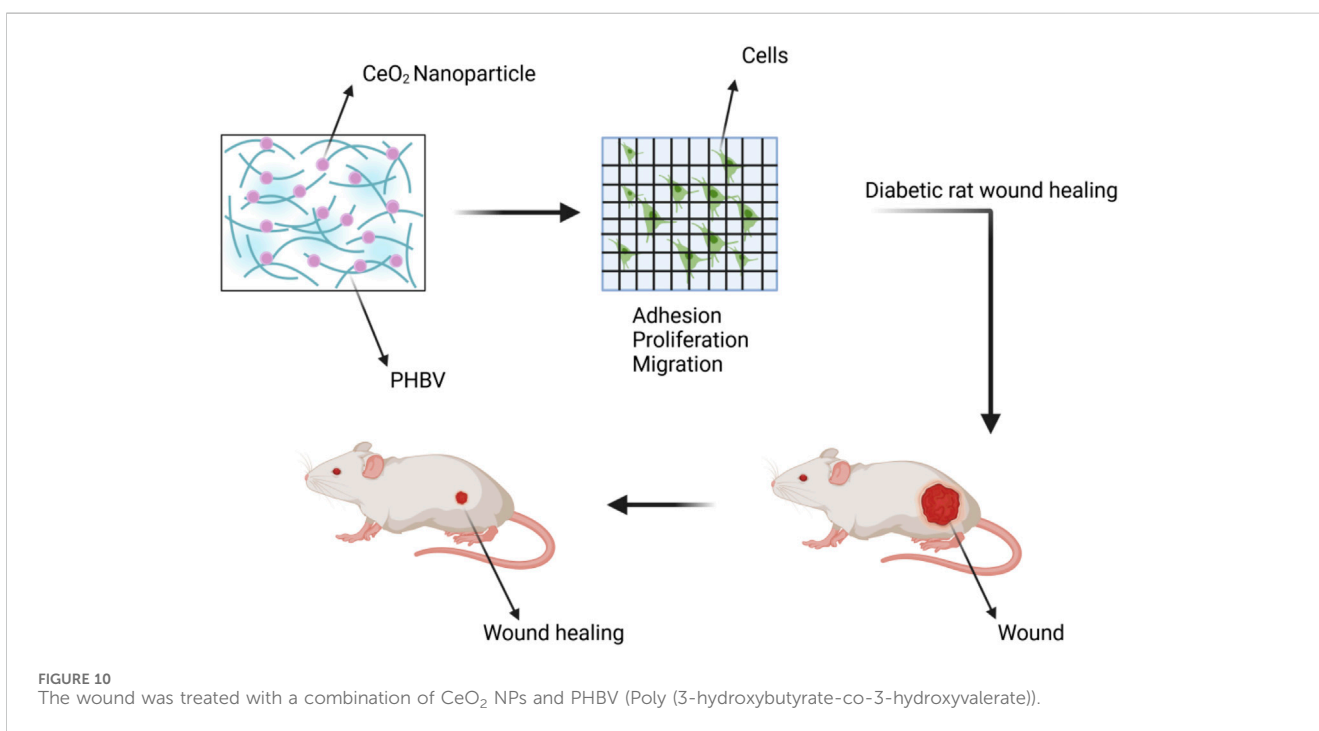 CeO₂ Nanoparticle
Cells
Diabetic rat wound healing
Adhesion
Proliferation
Migration
PHBV
Wound healing
Wound
FIGURE 10
The wound was treated with a combination of CeO₂ NPs and PHBV (Poly (3-hydroxybutyrate-co-3-hydroxyvalerate)).